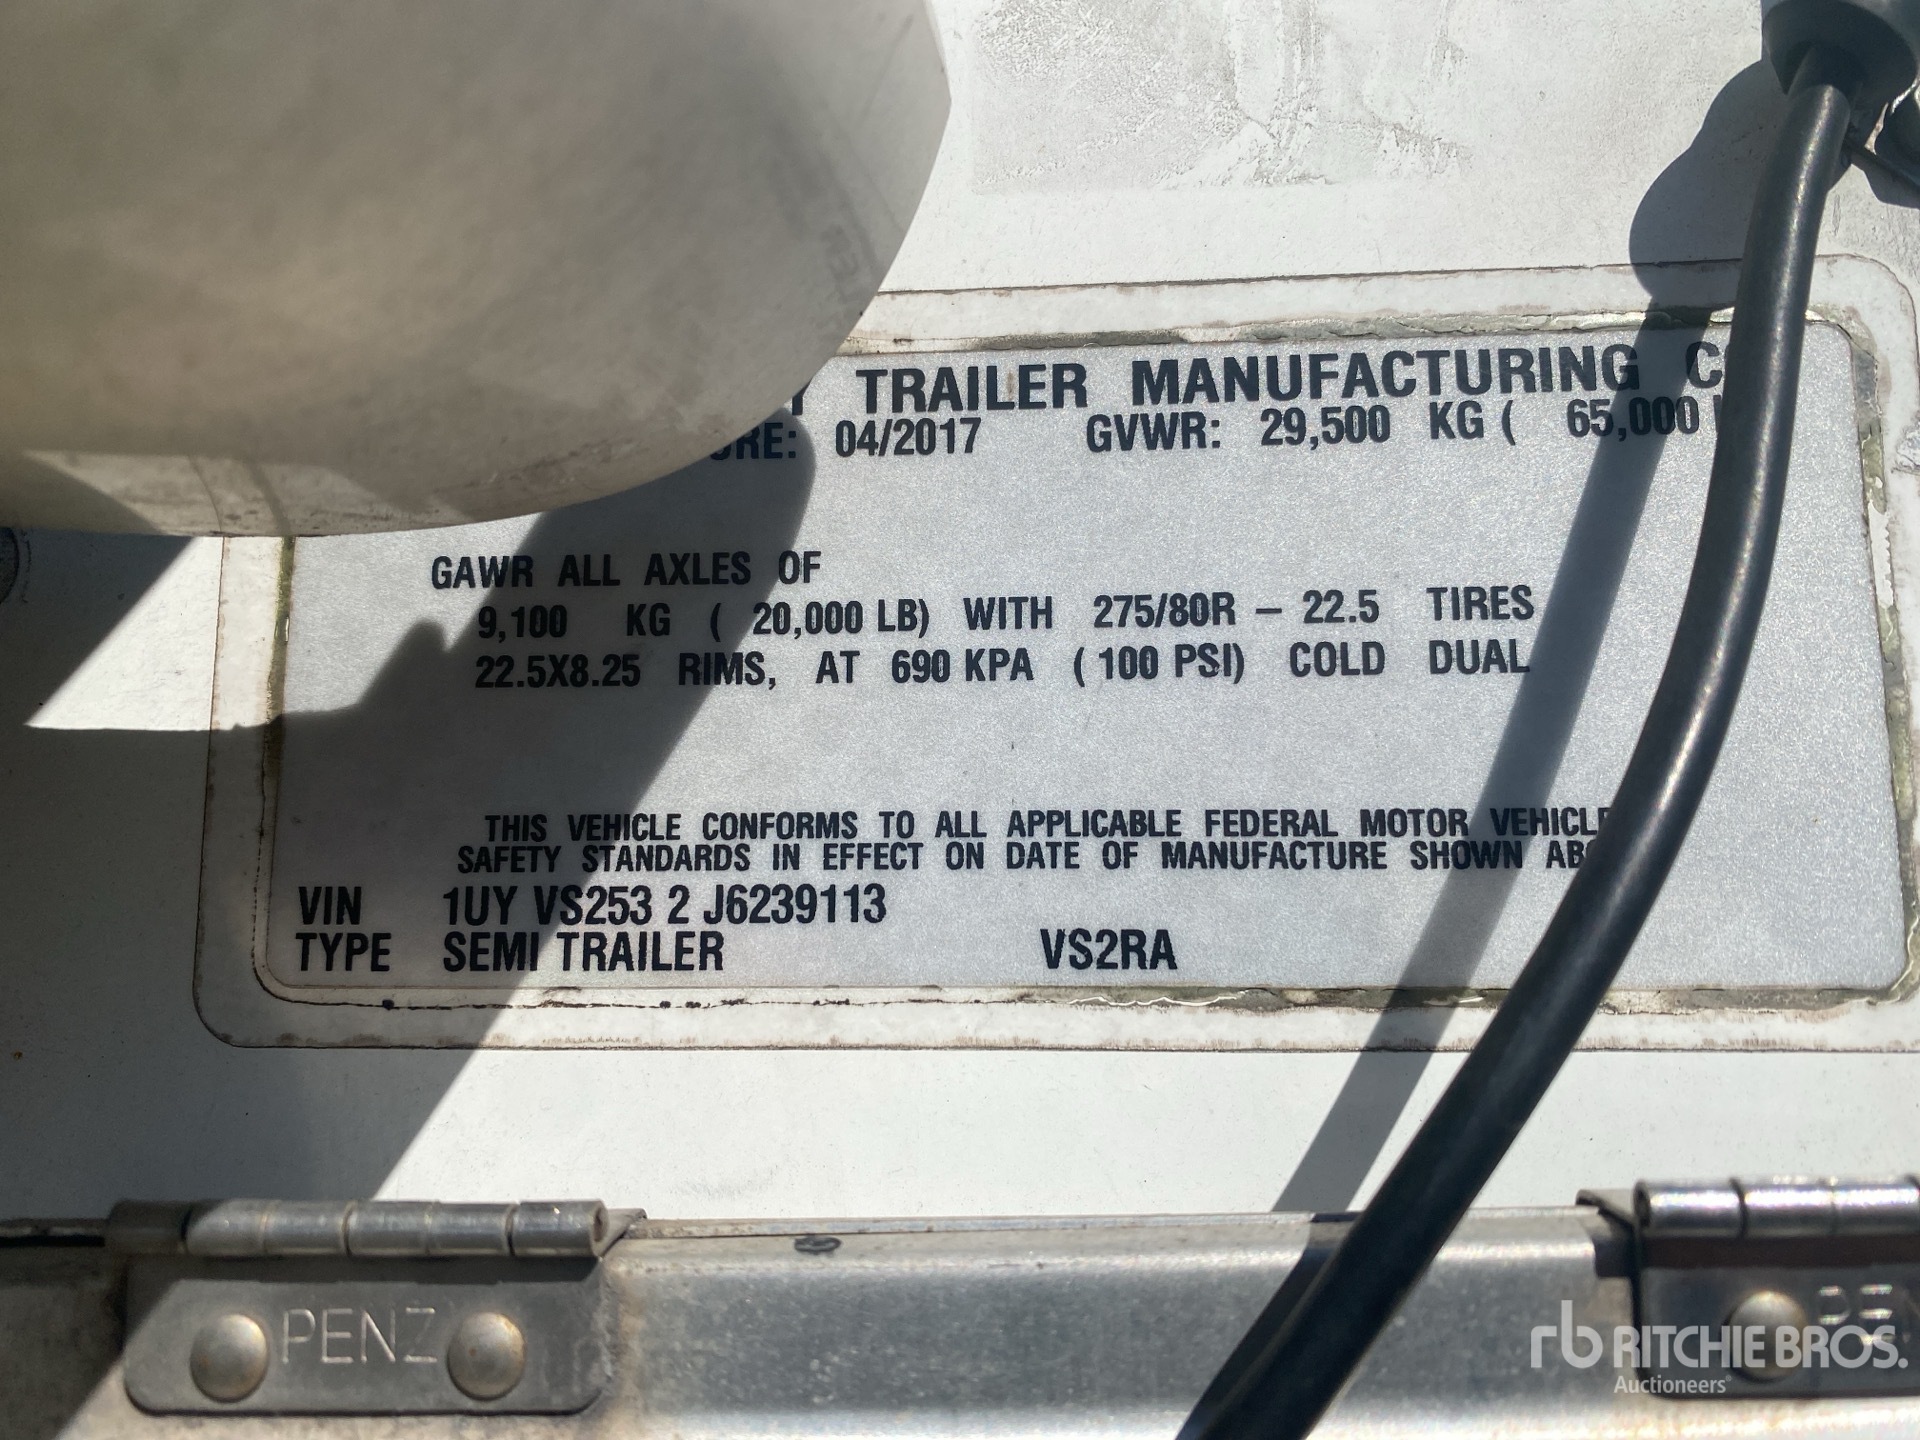 TRAILER MANUFACTURING
04/2017 GVWR: 29,500 KG ( 65,000
GAWR ALL AXLES OF
9,100 KG ( 20,000 LB) WITH 275/80R – 22.5 TIRES
22.5X8.25 RIMS, AT 690 KPA ( 100 PSI) COLD DUAL
THIS VEHICLE CONFORMS TO ALL APPLICABLE FEDERAL MOTOR VEHICLE
SAFETY STANDARDS IN EFFECT ON DATE OF MANUFACTURE SHOWN
VIN 1UY VS253 2 J6239113
TYPE SEMI TRAILER VS2RA
PENZ
rb RITCHIE BROS.
Auctioneers